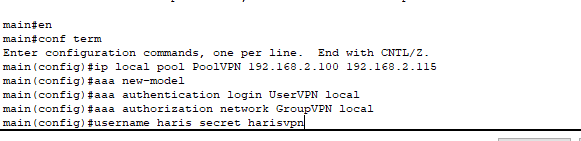 main#en
main#conf term
Enter configuration commands, one per line.  End with CNTL/Z.
main(config)#ip local pool PoolVPN 192.168.2.100 192.168.2.115
main(config)#aaa new-model
main(config)#aaa authentication login UserVPN local
main(config)#aaa authorization network GroupVPN local
main(config)#username haris secret harisvpn